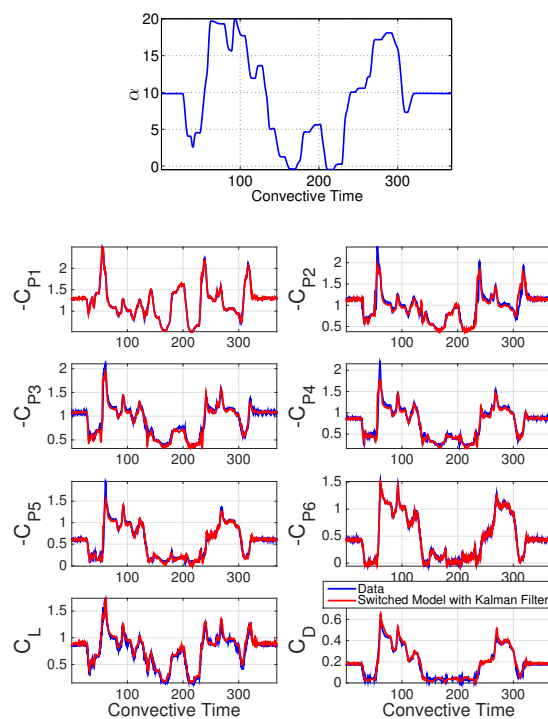 20
15
α 10
5
0
100 200 300
Convective Time
-C_P1 2 1.5 1
100 200 300
-C_P2 2 1.5 1 0.5
100 200 300
-C_P3 2 1.5 1 0.5
100 200 300
-C_P4 2 1.5 1 0.5
100 200 300
-C_P5 1.5 1 0.5 0
100 200 300
-C_P6 1.5 1 0.5 0
Data
Switched Model with Kalman Filter
C_L 1.5 1 0.5
100 200 300
Convective Time
C_D 0.6 0.4 0.2
100 200 300
Convective Time